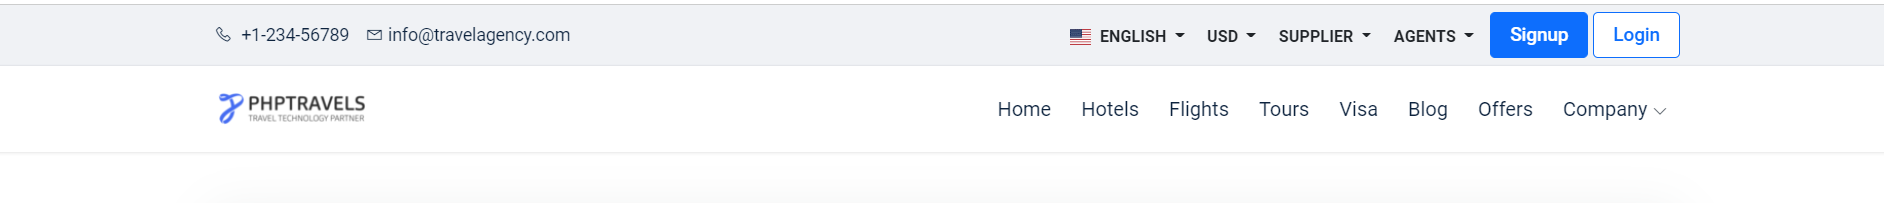 +1-234-56789 info@travelagency.com ENGLISH USD SUPPLIER AGENTS Signup Login
PHPTRAVELS
TRAVEL TECHNOLOGY PARTNER
Home Hotels Flights Tours Visa Blog Offers Company